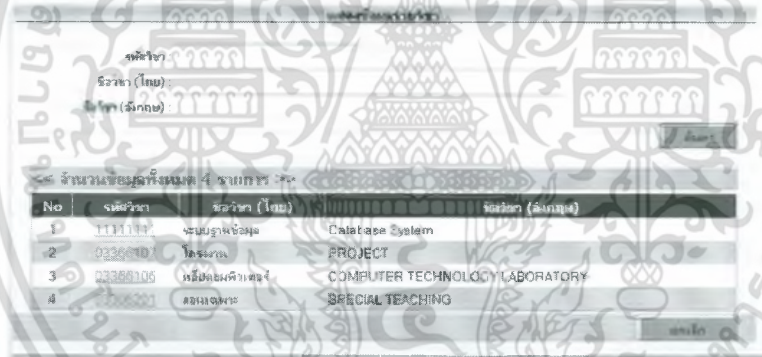 รหัสวิชา
ชื่อวิชา (ไทย) :
ชื่อวิชา (อังกฤษ) :
<< จำนวนข้อมูลทั้งหมด 4 รายการ >>
No รหัสวิชา ชื่อวิชา (ไทย) ชื่อวิชา (อังกฤษ)
1 ระบบฐานข้อมูล Database System
2 โครงงาน PROJECT
3 03366106 COMPUTER TECHNOLOGY LABORATORY
4 สอนเฉพาะ SPECIAL TEACHING